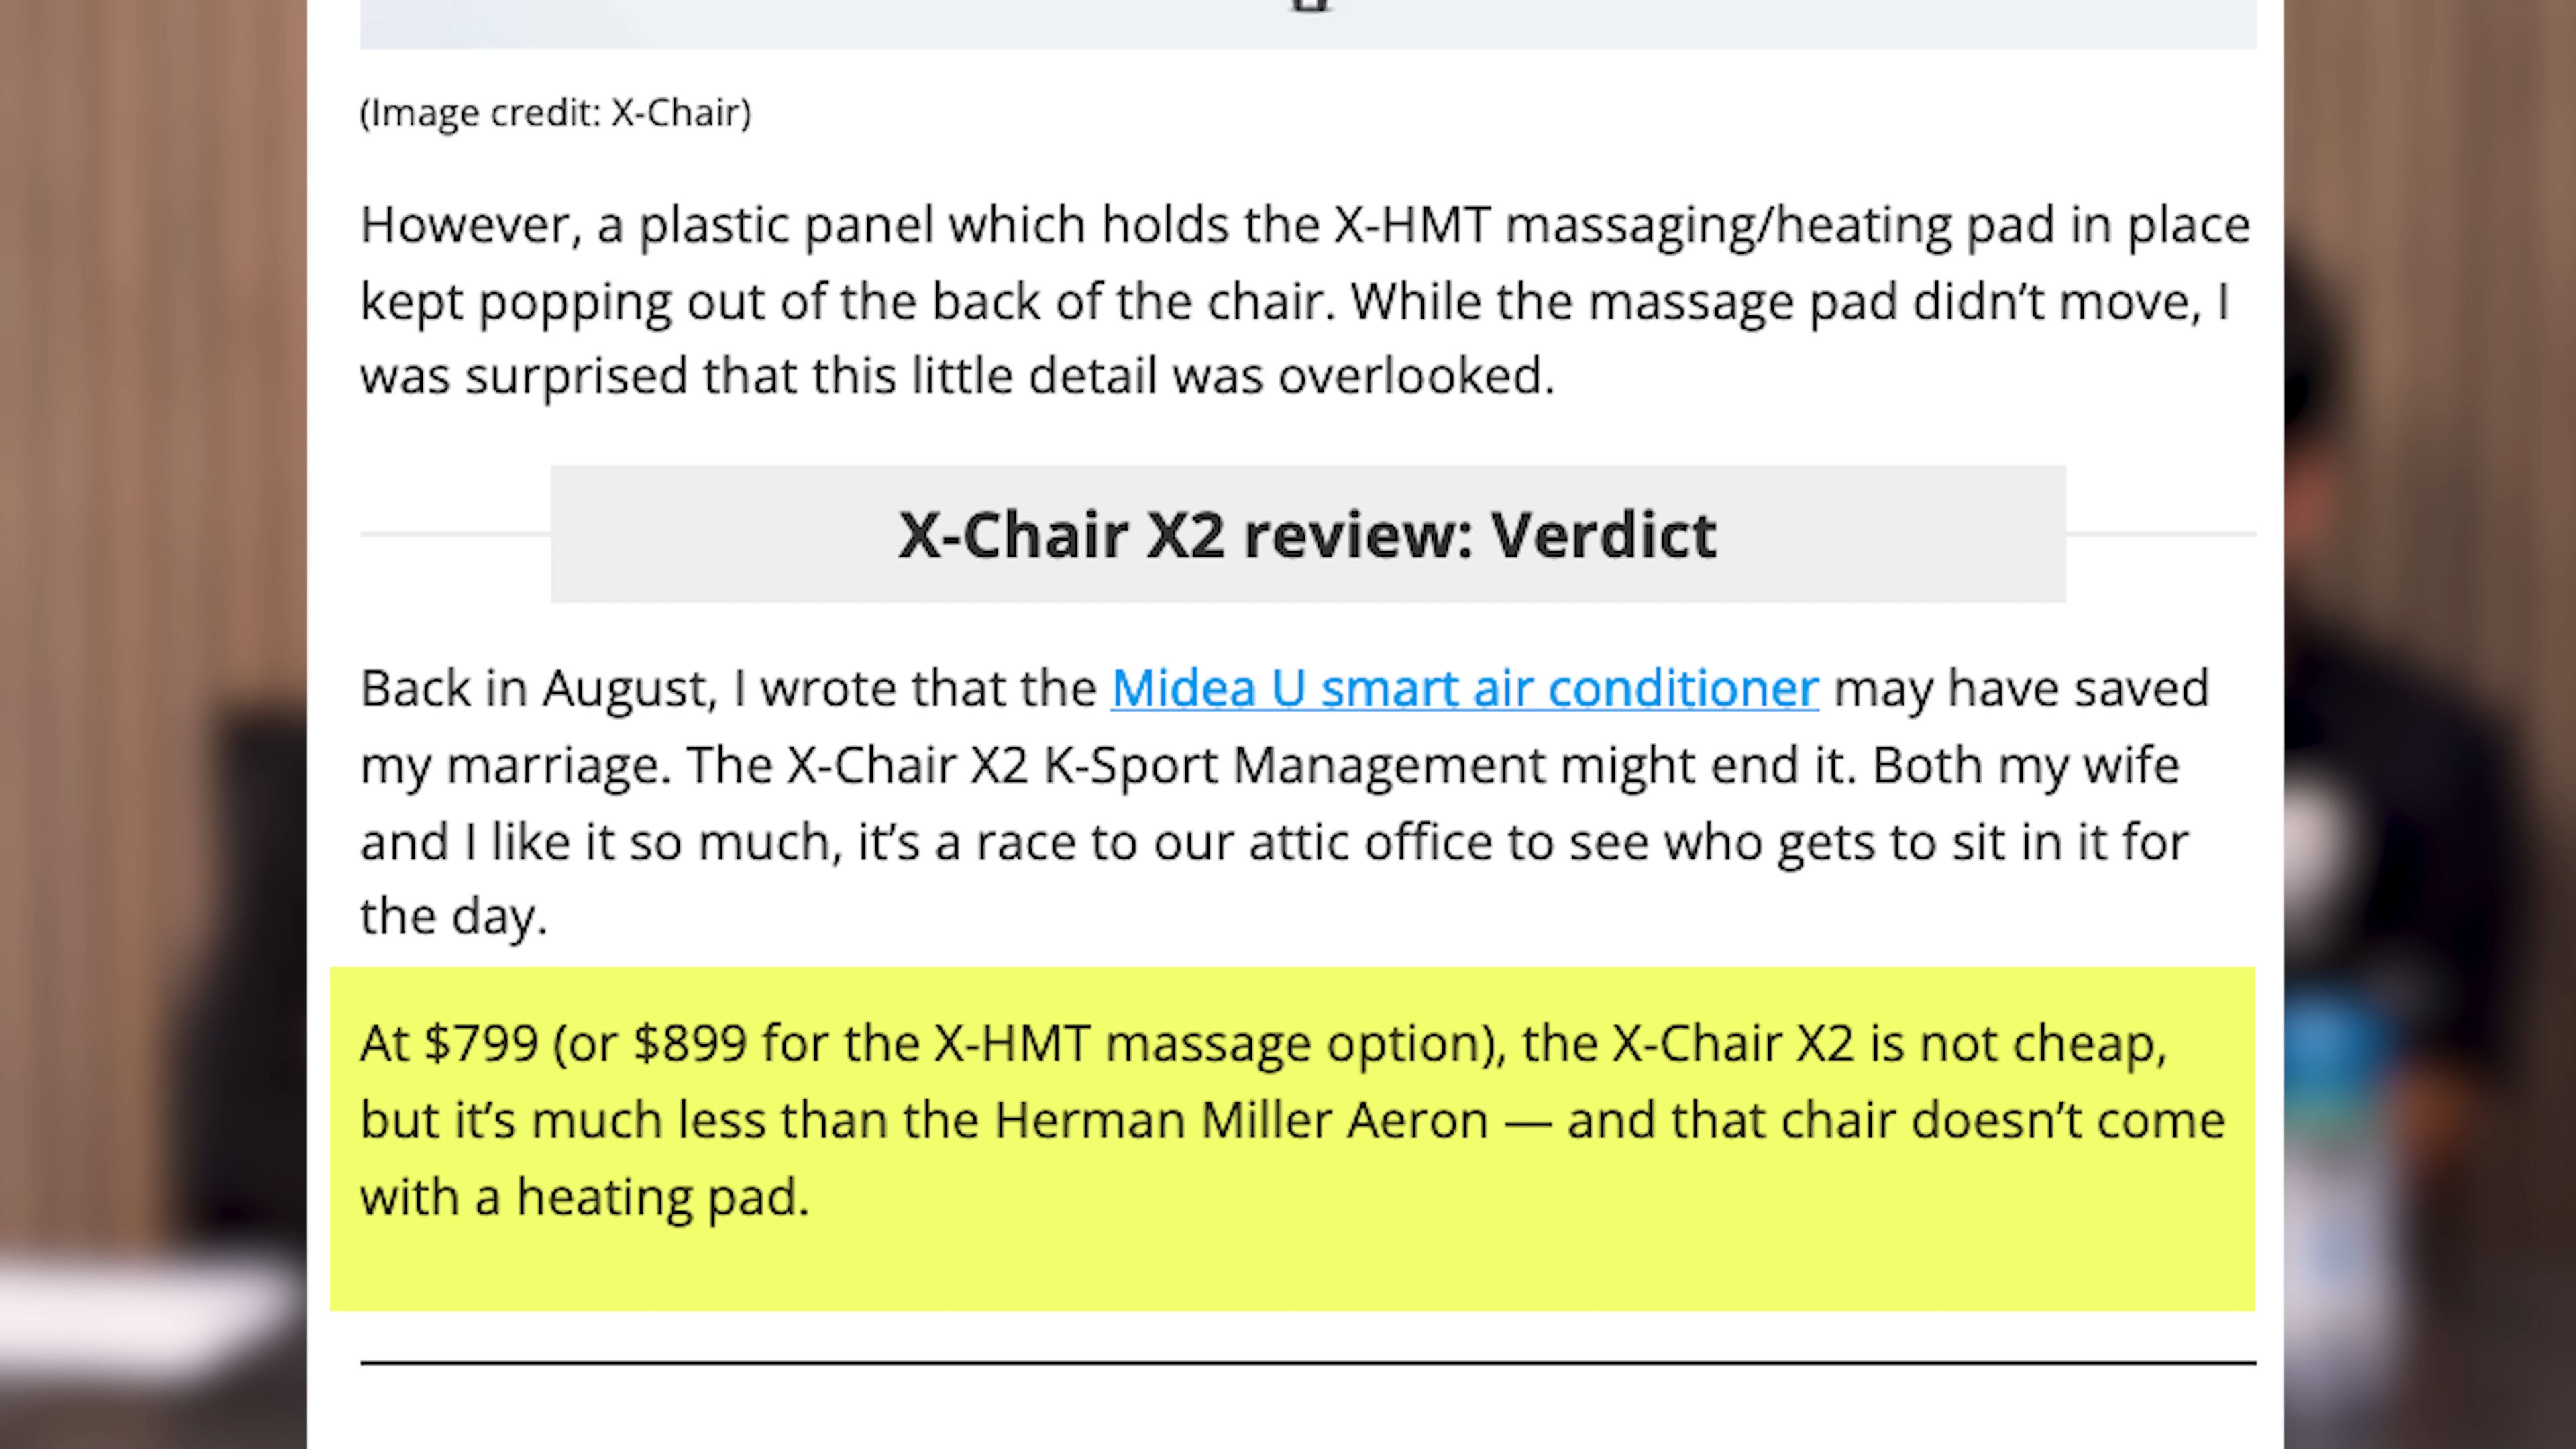 (Image credit: X-Chair)
However, a plastic panel which holds the X-HMT massaging/heating pad in place
kept popping out of the back of the chair. While the massage pad didn’t move, I
was surprised that this little detail was overlooked.
X-Chair X2 review: Verdict
Back in August, I wrote that the Midea U smart air conditioner may have saved
my marriage. The X-Chair X2 K-Sport Management might end it. Both my wife
and I like it so much, it’s a race to our attic office to see who gets to sit in it for
the day.
At $799 (or $899 for the X-HMT massage option), the X-Chair X2 is not cheap,
but it’s much less than the Herman Miller Aeron — and that chair doesn’t come
with a heating pad.